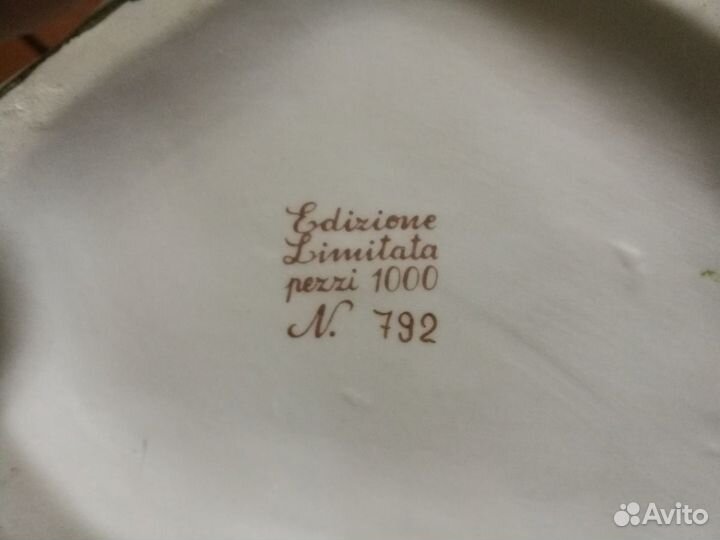 Edizione
Limitata
pezzi 1000
N. 792
Avito